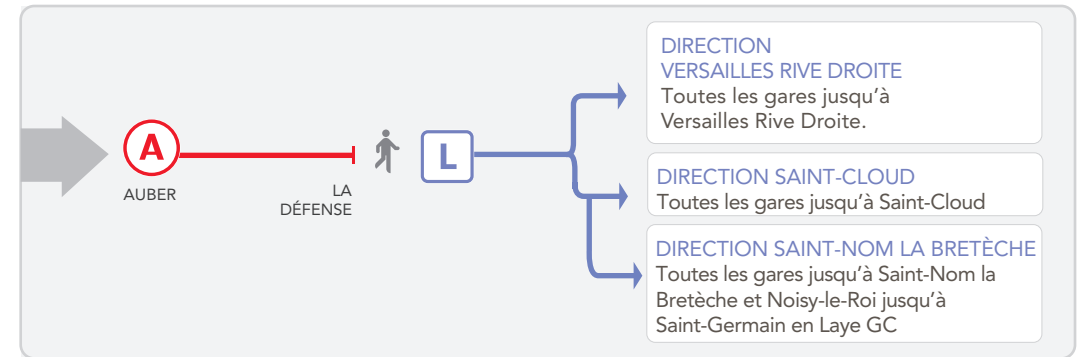 A
AUBER
LA
DÉFENSE
L
DIRECTION
VERSAILLES RIVE DROITE
Toutes les gares jusqu'à
Versailles Rive Droite.
DIRECTION SAINT-CLOUD
Toutes les gares jusqu'à Saint-Cloud
DIRECTION SAINT-NOM LA BRETÈCHE
Toutes les gares jusqu'à Saint-Nom la
Bretèche et Noisy-le-Roi jusqu'à
Saint-Germain en Laye GC